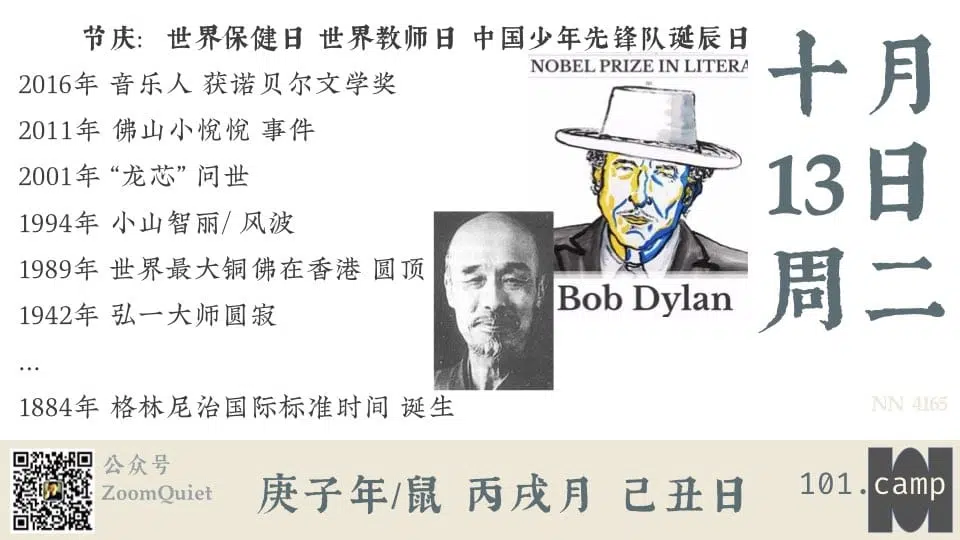 节庆: 世界保健日 世界教师日 中国少年先锋队诞辰日
2016年 音乐人 获诺贝尔文学奖
2011年 佛山小悦悦 事件
2001年 “龙芯” 问世
1994年 小山智丽/ 风波
1989年 世界最大铜佛在香港 圆顶
1942年 弘一大师圆寂
...
1884年 格林尼治国际标准时间 诞生
NOBEL PRIZE IN LITERA
Bob Dylan
十月
13日
周二
NN 4165
公众号
ZoomQuiet
庚子年/鼠 丙戌月 己丑日
101.camp